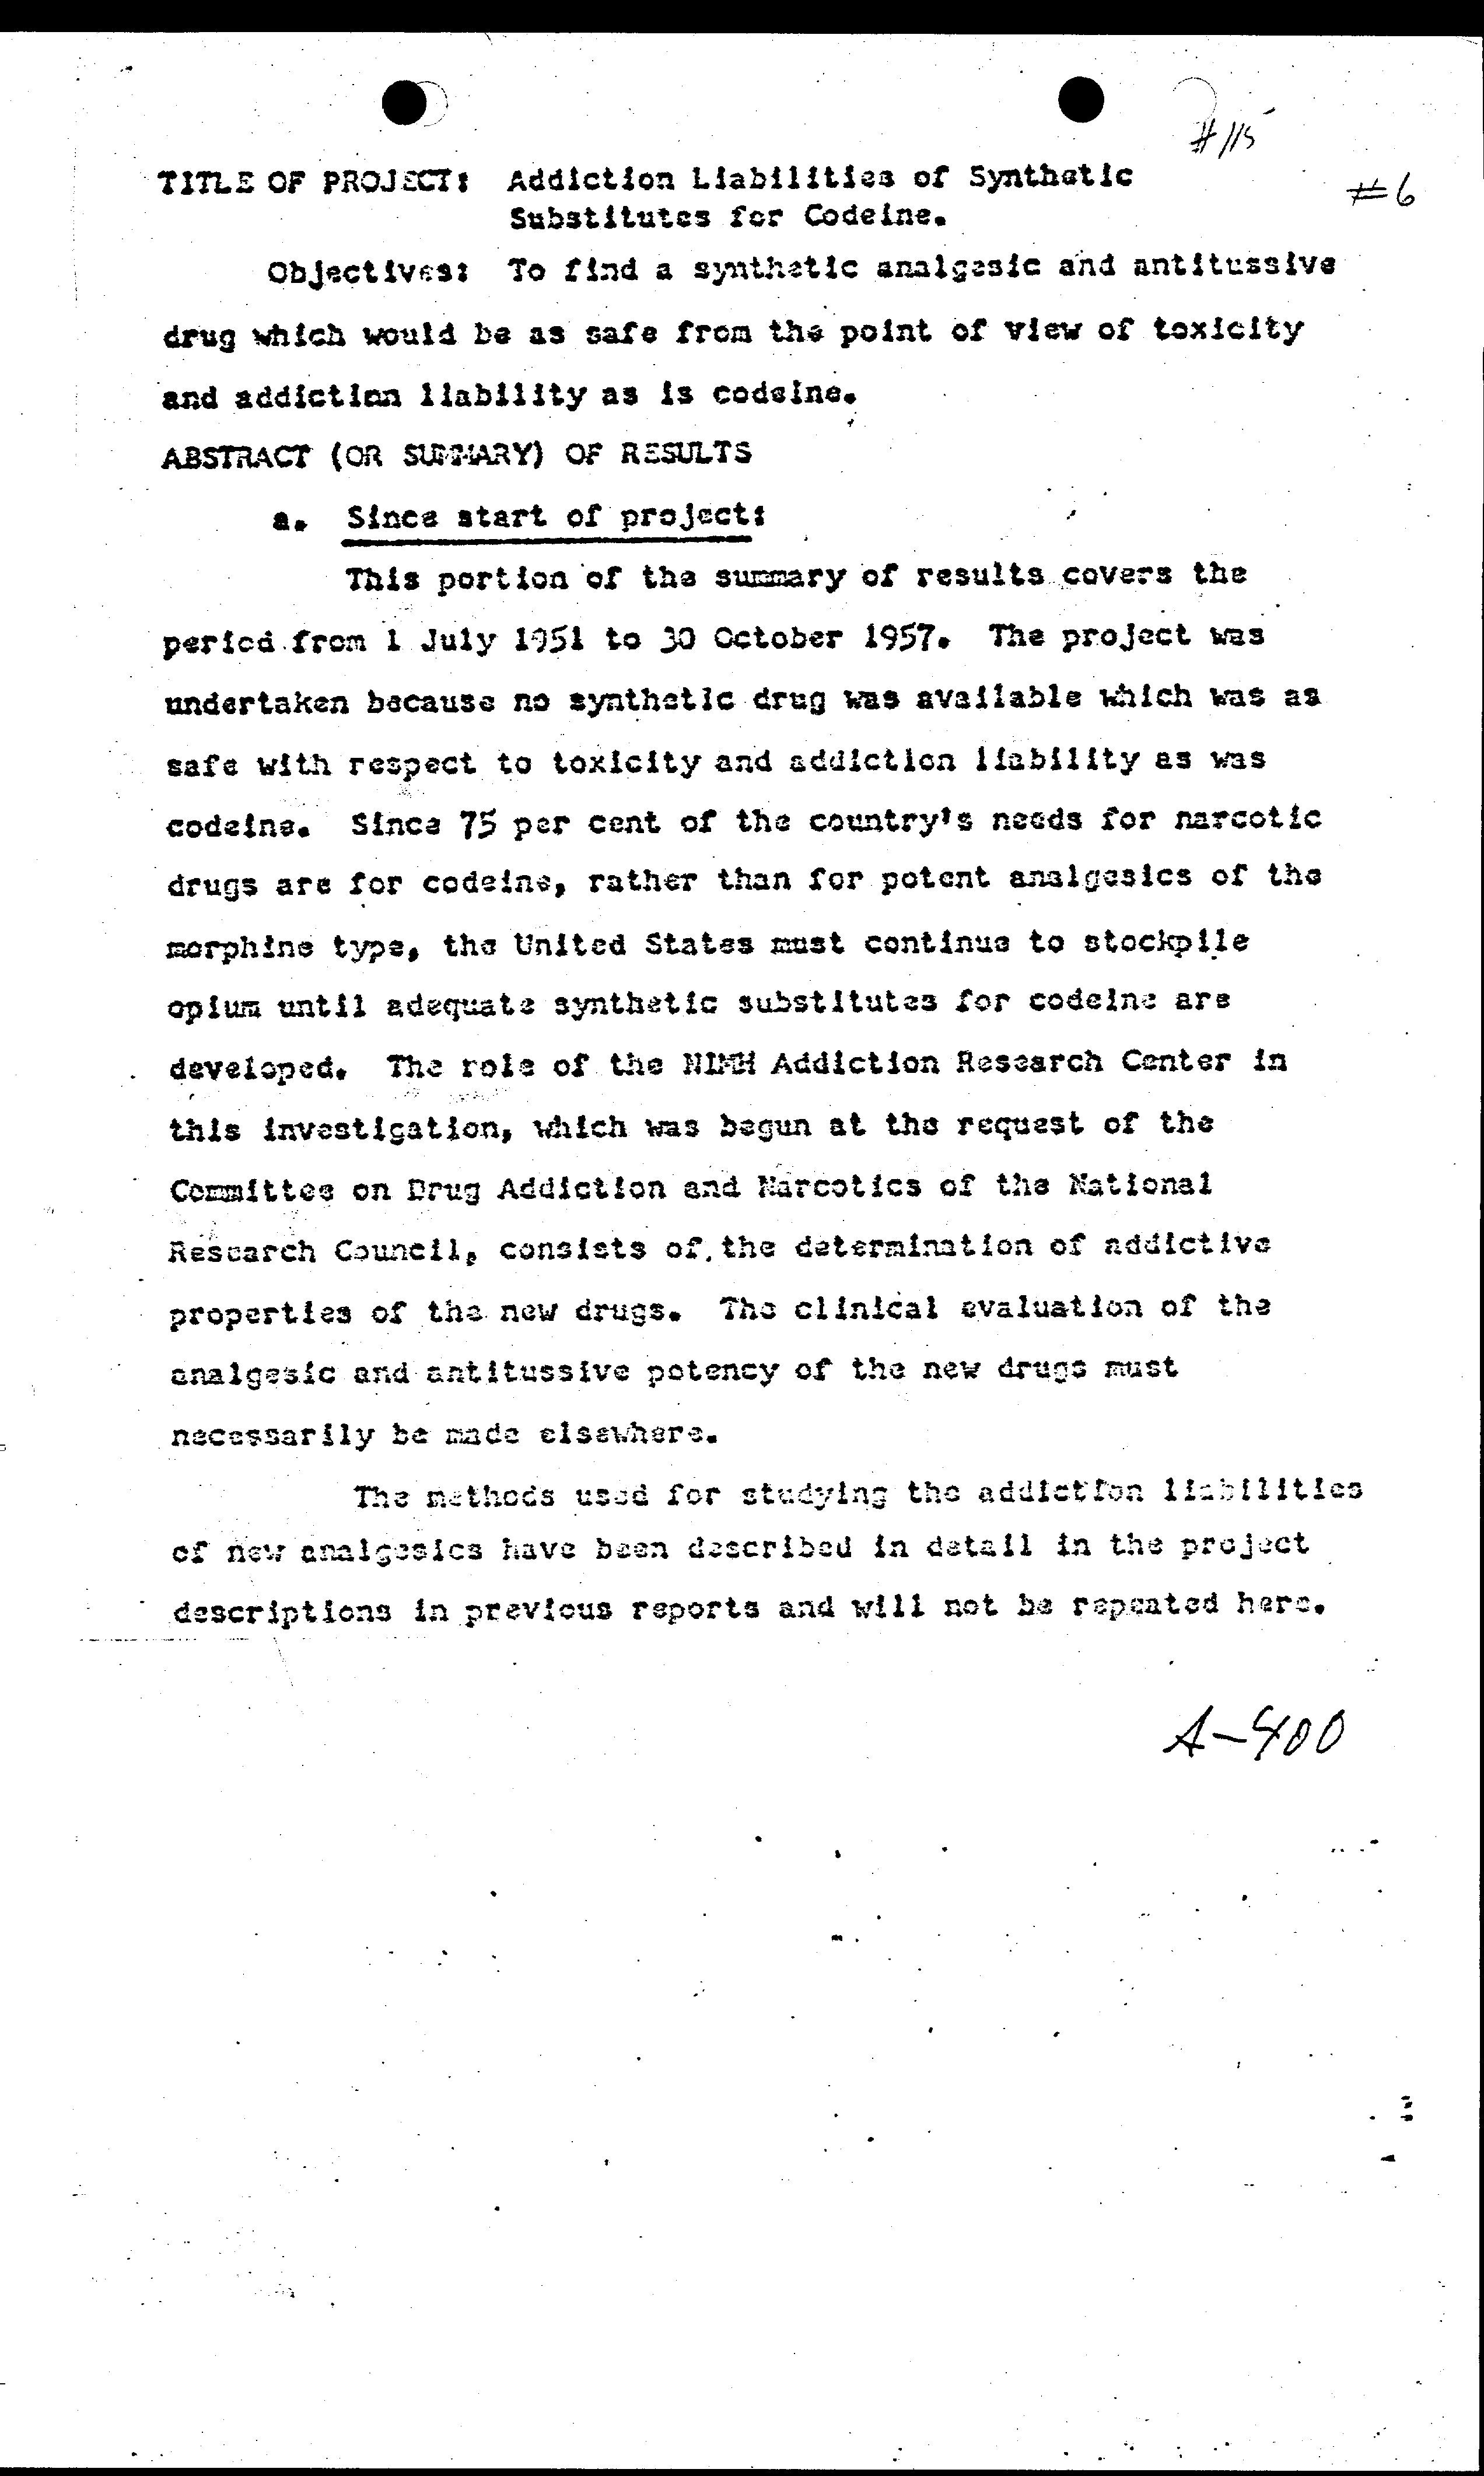 #115
TITLE OF PROJECT: Addiction Liabilities of Synthetic
#6
Substitutes for Codeine.
Objectives: To find a synthetic analgesic and antitussive
drug which would be as safe from the point of view of toxicity
and addiction liability as is codeine.
ABSTRACT (OR SUMMARY) OF RESULTS
a. Since start of project:
This portion of the summary of results covers the
period from 1 July 1951 to 30 October 1957. The project was
undertaken because no synthetic drug was available which was as
safe with respect to toxicity and addiction liability as was
codeine. Since 75 per cent of the country's needs for narcotic
drugs are for codeine, rather than for potent analgesics of the
morphine type, the United States must continue to stockpile
opium until adequate synthetic substitutes for codeine are
developed. The role of the NIMH Addiction Research Center in
this investigation, which was begun at the request of the
Committee on Drug Addiction and Narcotics of the National
Research Council, consists of the determination of addictive
properties of the new drugs. The clinical evaluation of the
analgesic and antitussive potency of the new drugs must
necessarily be made elsewhere.
The methods used for studying the addiction liabilities
of new analgesics have been described in detail in the project
descriptions in previous reports and will not be repeated here.
A-400